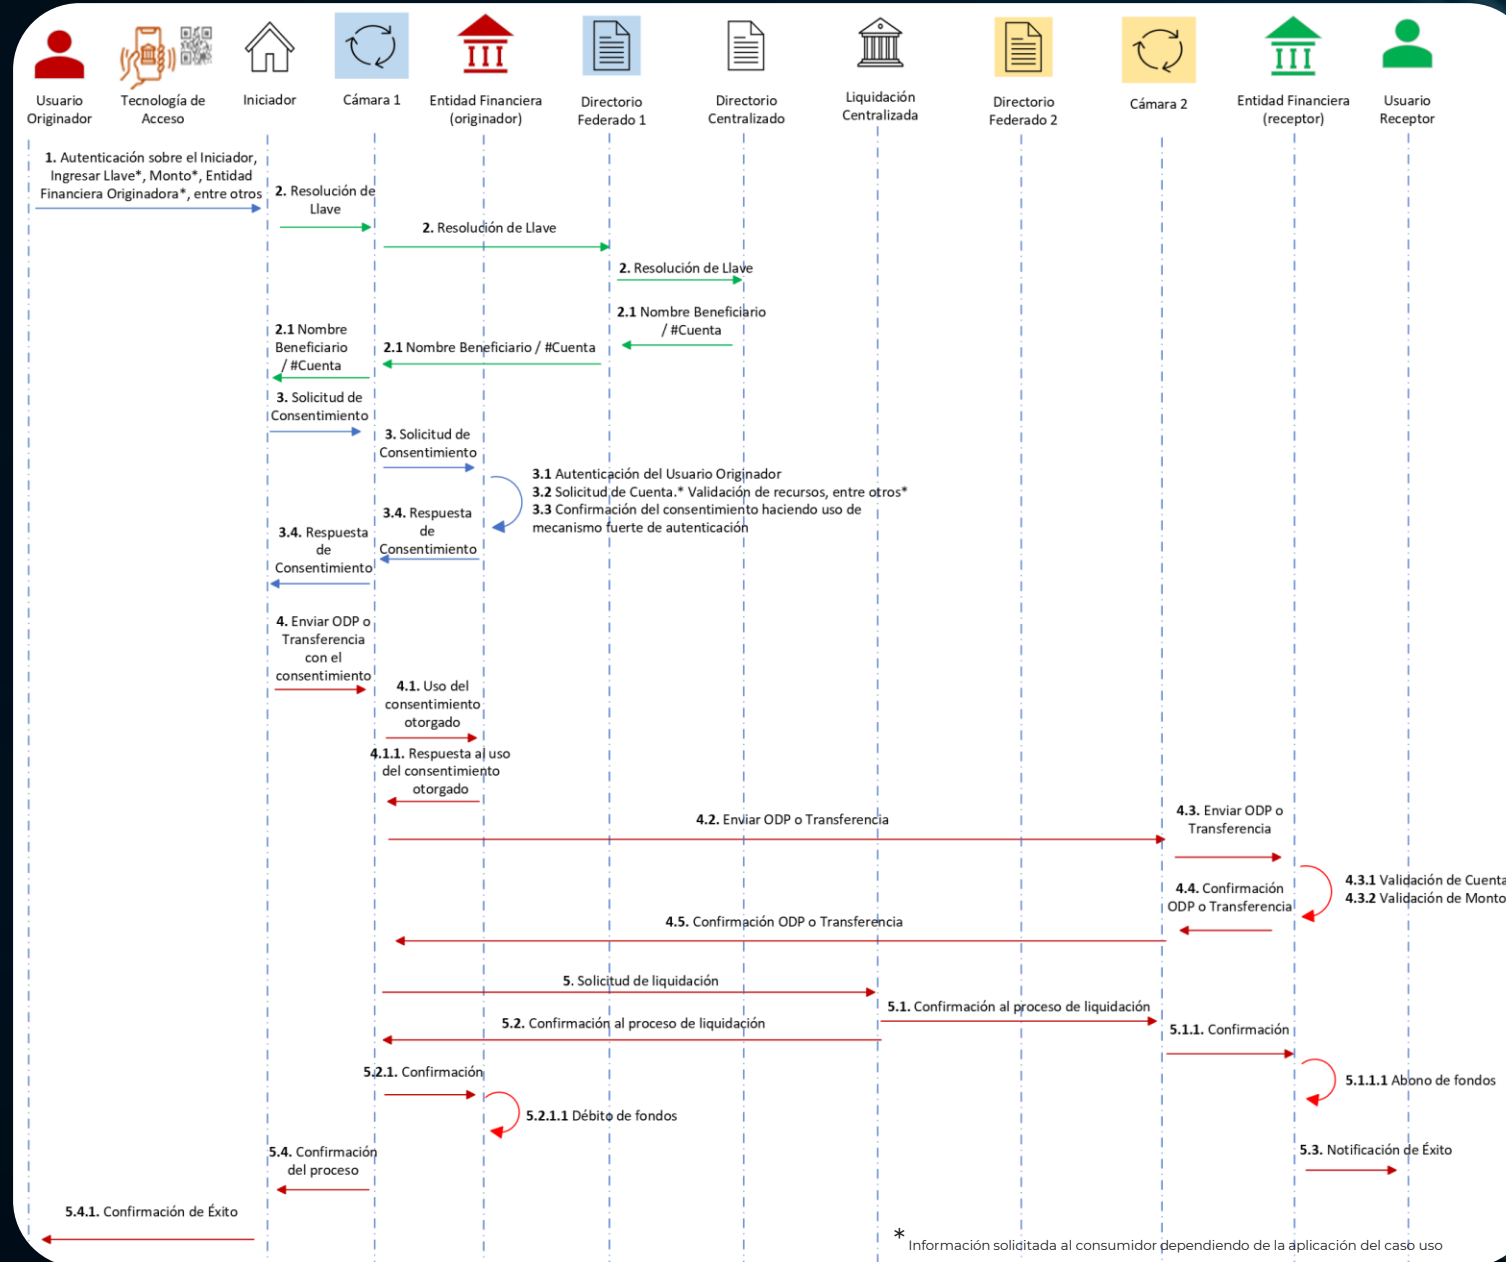 Usuario
Originador
Tecnología de
Acceso
Iniciador
Cámara 1
Entidad Financiera
(originador)
Directorio
Federado 1
Directorio
Centralizado
Liquidación
Centralizada
Directorio
Federado 2
Cámara 2
Entidad Financiera
(receptor)
Usuario
Receptor
1. Autenticación sobre el Iniciador,
Ingresar Llave*, Monto*, Entidad
Financiera Originadora*, entre otros
2. Resolución de
Llave
2. Resolución de Llave
2. Resolución de Llave
2.1 Nombre Beneficiario
/ #Cuenta
2.1 Nombre Beneficiario / #Cuenta
2.1 Nombre
Beneficiario
/ #Cuenta
3. Solicitud de
Consentimiento
3. Solicitud de
Consentimiento
3.1 Autenticación del Usuario Originador
3.2 Solicitud de Cuenta.* Validación de recursos, entre otros*
3.3 Confirmación del consentimiento haciendo uso de
mecanismo fuerte de autenticación
3.4. Respuesta
de
Consentimiento
3.4. Respuesta
de
Consentimiento
4. Enviar ODP o
Transferencia
con el
consentimiento
4.1. Uso del
consentimiento
otorgado
4.1.1. Respuesta al uso
del consentimiento
otorgado
4.2. Enviar ODP o Transferencia
4.3. Enviar ODP o
Transferencia
4.3.1 Validación de Cuenta
4.3.2 Validación de Monto
4.4. Confirmación
ODP o Transferencia
4.5. Confirmación ODP o Transferencia
5. Solicitud de liquidación
5.1. Confirmación al proceso de liquidación
5.2. Confirmación al proceso de liquidación
5.1.1. Confirmación
5.1.1.1 Abono de fondos
5.2.1. Confirmación
5.2.1.1 Débito de fondos
5.3. Notificación de Éxito
5.4. Confirmación
del proceso
5.4.1. Confirmación de Éxito
* Información solicitada al consumidor dependiendo de la aplicación del caso uso